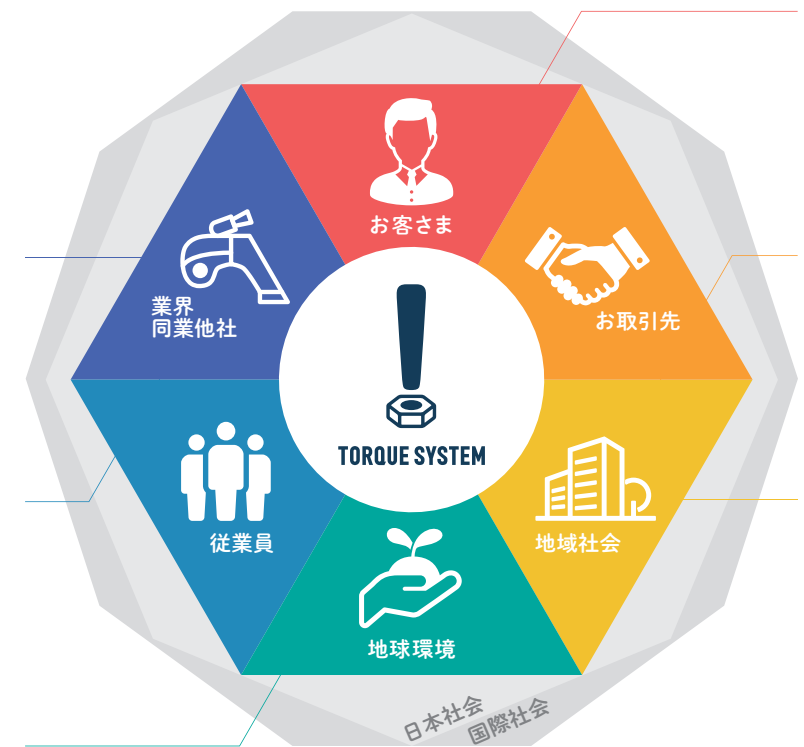 お客さま
お取引先
業界
同業他社
TORQUE SYSTEM
従業員
地域社会
地球環境
日本社会
国際社会